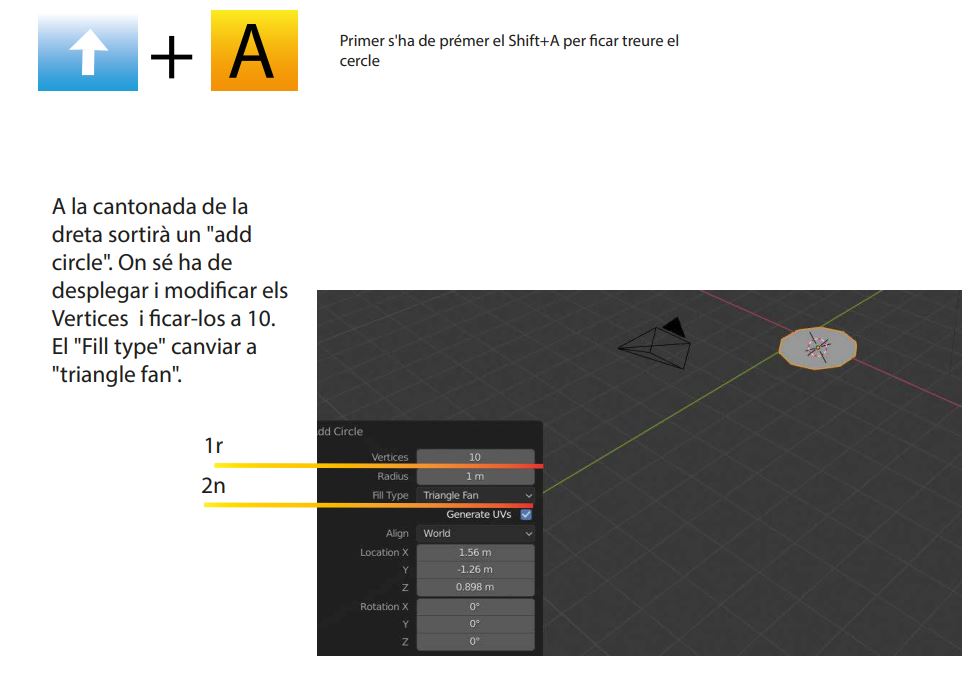 A
Primer s'ha de prémer el Shift+A per ficar treure el
cercle
A la cantonada de la
dreta sortirà un "add
circle". On sé ha de
desplegar i modificar els
Vertices i ficar-los a 10.
El "Fill type" canviar a
"triangle fan".
1r
2n
dd Circle
Vertices 10
Radius 1 m
Fill Type Triangle Fan
Generate UVs
Align World
Location X 1.56 m
Y -1.26 m
Z 0.898 m
Rotation X 0°
Y 0°
Z 0°